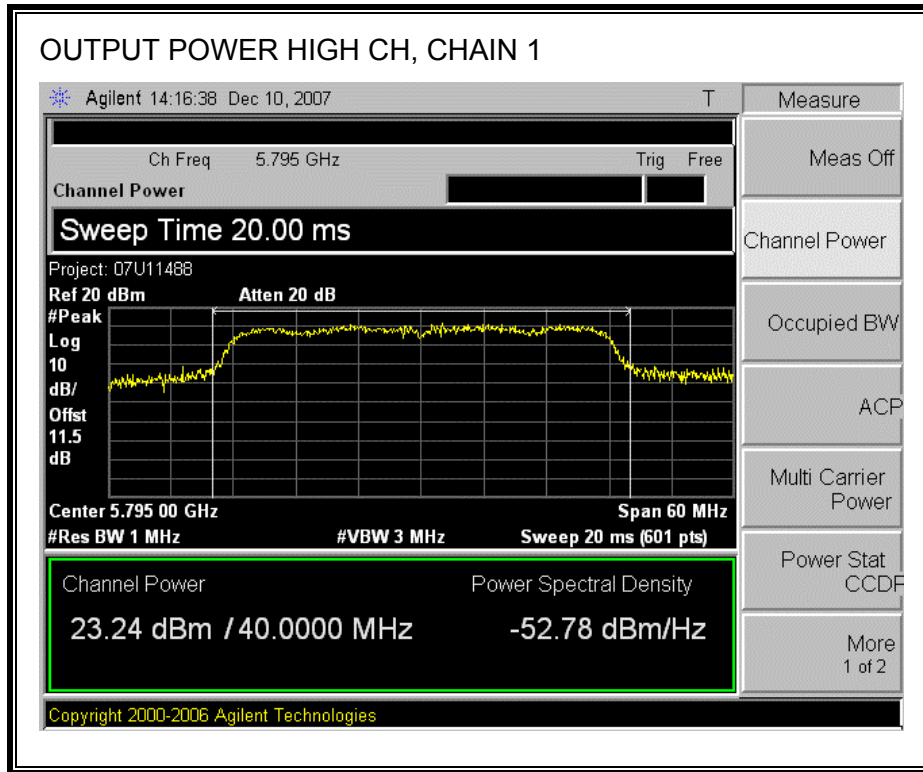 OUTPUT POWER HIGH CH, CHAIN 1
Agilent 14:16:38 Dec 10, 2007 T
Measure
Ch Freq 5.795 GHz Trig Free
Channel Power
Sweep Time 20.00 ms
Project: 07U11488
Ref 20 dBm Atten 20 dB
#Peak
Log
10
dB/
Offst
11.5
dB
Center 5.795 00 GHz Span 60 MHz
#Res BW 1 MHz #VBW 3 MHz Sweep 20 ms (601 pts)
Channel Power Power Spectral Density
23.24 dBm / 40.0000 MHz -52.78 dBm/Hz
Copyright 2000-2006 Agilent Technologies
Meas Off
Channel Power
Occupied BW
ACP
Multi Carrier
Power
Power Stat
CCDF
More
1 of 2